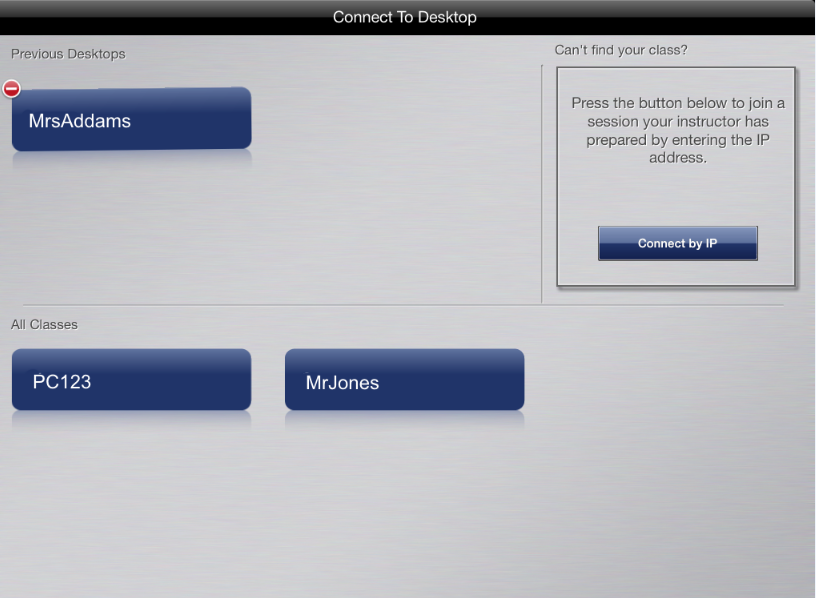 Connect To Desktop
Previous Desktops
MrsAddams
Can't find your class?
Press the button below to join a
session your instructor has
prepared by entering the IP
address.
Connect by IP
All Classes
PC123
MrJones